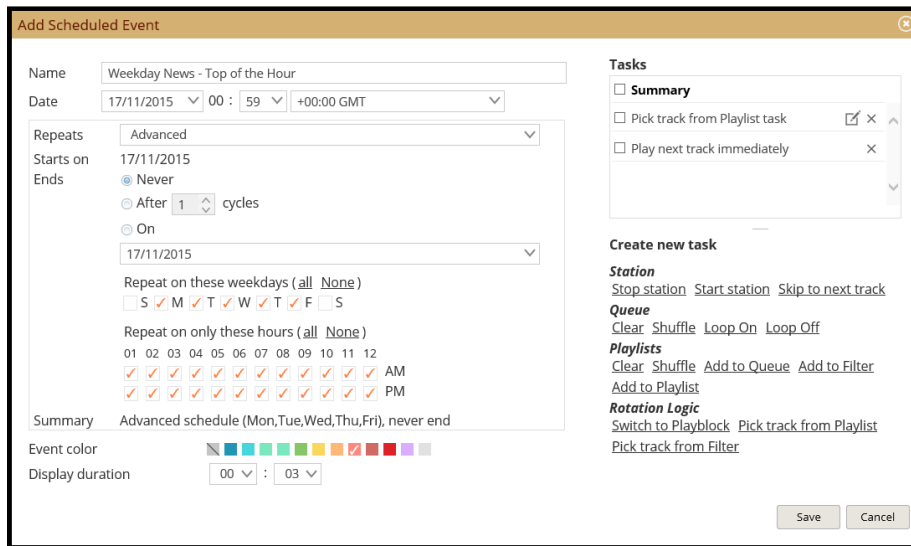 Add Scheduled Event
Name Weekday News - Top of the Hour
Date 17/11/2015 00 : 59 +00:00 GMT
Repeats Advanced
Starts on 17/11/2015
Ends Never
After 1 cycles
On
17/11/2015
Repeat on these weekdays ( all None )
S M T W T F S
Repeat on only these hours ( all None )
01 02 03 04 05 06 07 08 09 10 11 12
AM
PM
Summary Advanced schedule (Mon,Tue,Wed,Thu,Fri), never end
Event color
Display duration 00 : 03
Tasks
Summary
Pick track from Playlist task
Play next track immediately
Create new task
Station
Stop station Start station Skip to next track
Queue
Clear Shuffle Loop On Loop Off
Playlists
Clear Shuffle Add to Queue Add to Filter
Add to Playlist
Rotation Logic
Switch to Playblock Pick track from Playlist
Pick track from Filter
Save Cancel